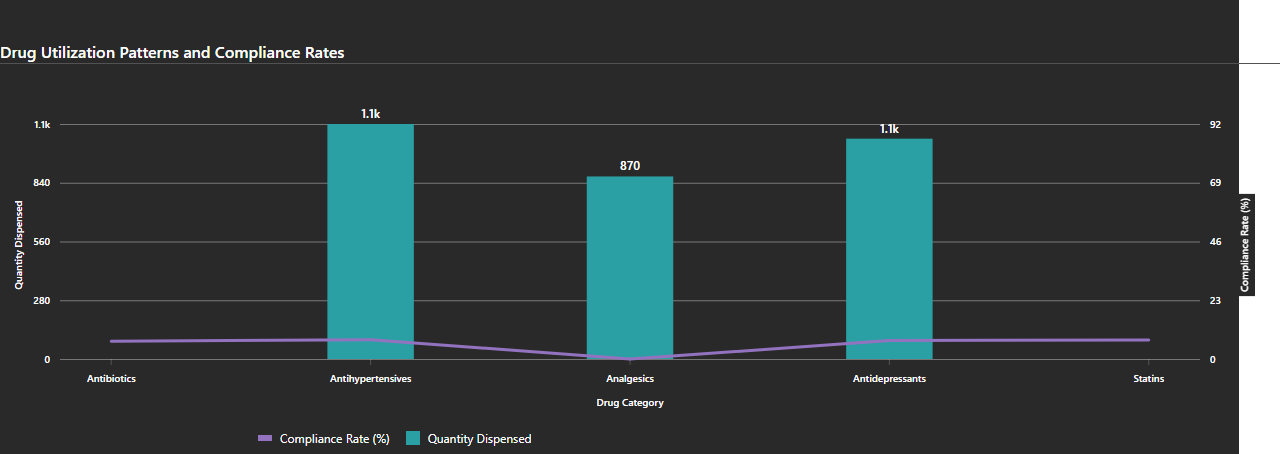 Drug Utilization Patterns and Compliance Rates
1.1k
870
1.1k
1.1k
840
560
280
0
Quantity Dispensed
92
69
46
23
0
Compliance Rate (%)
Antibiotics
Antihypertensives
Analgesics
Antidepressants
Statins
Drug Category
Compliance Rate (%)
Quantity Dispensed